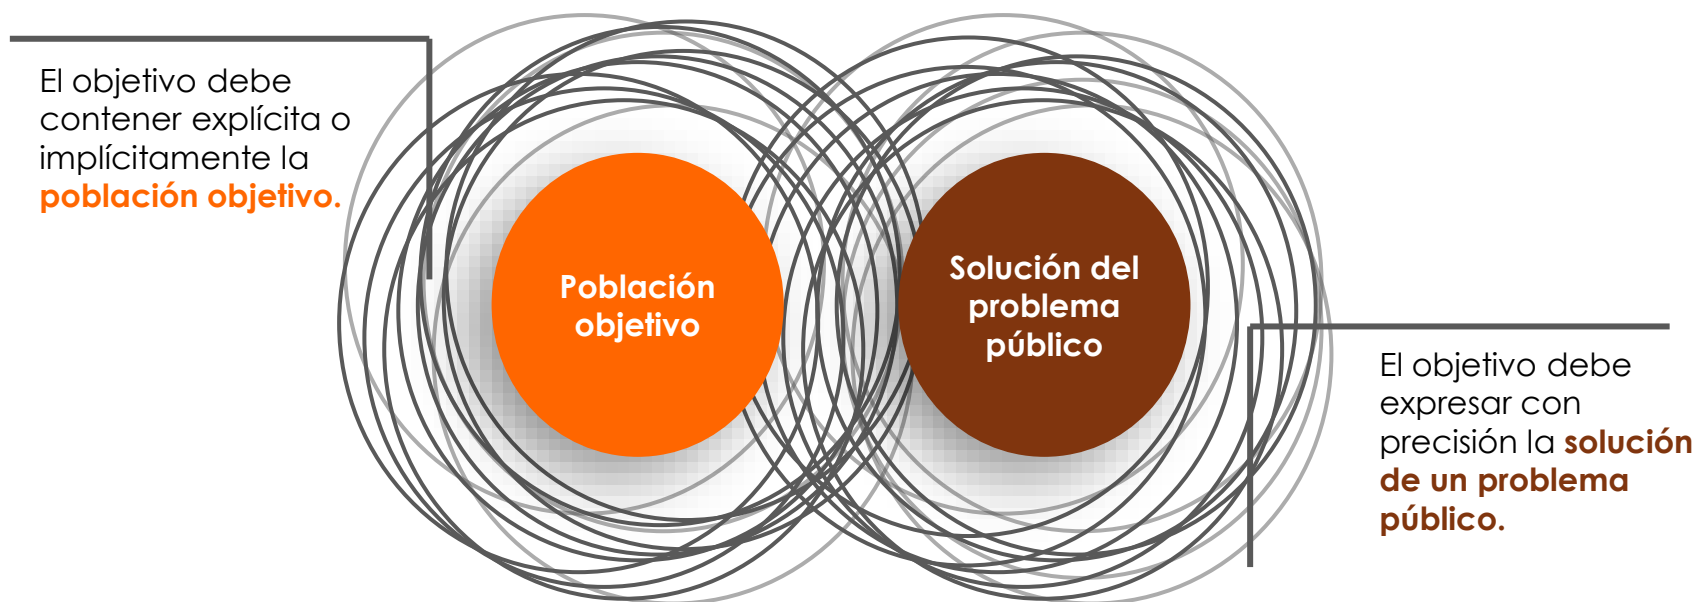 El objetivo debe
contener explícita o
implícitamente la
población objetivo.
Población
objetivo
Solución del
problema
público
El objetivo debe
expresar con
precisión la solución
de un problema
público.